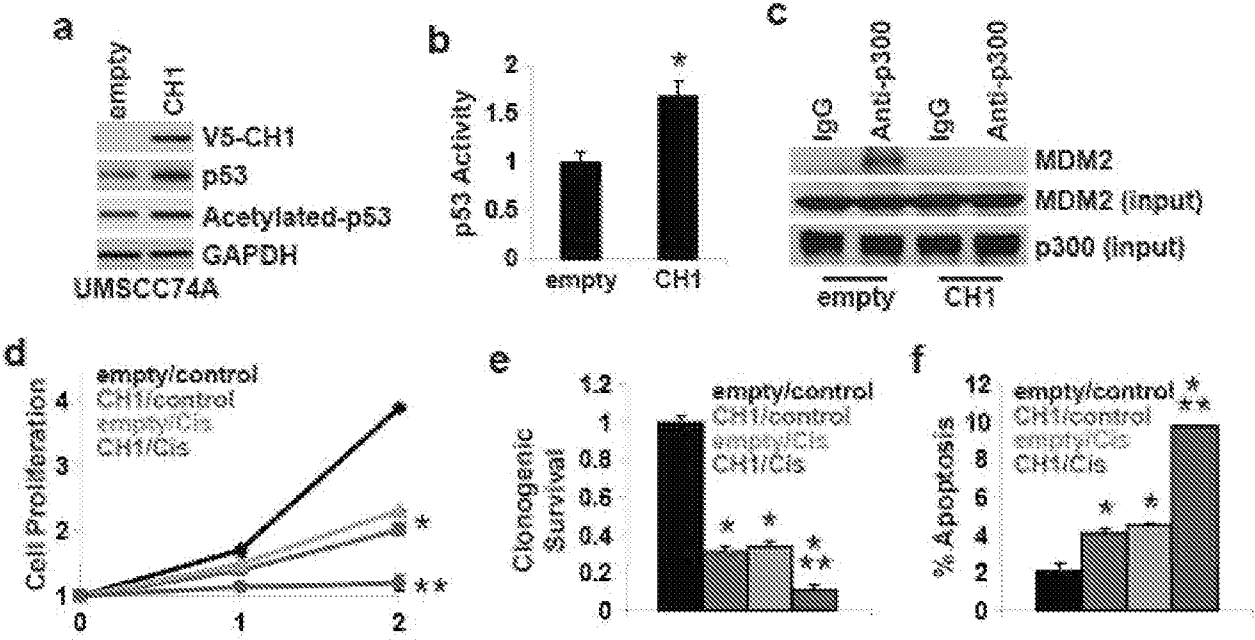 a
empty
CH1
V5-CH1
p53
Acetylated-p53
GAPDH
UMSCC74A
b
p53 Activity
2
1.5
1
0.5
0
*
empty
CH1
c
IgG
Anti-p300
IgG
Anti-p300
MDM2
MDM2 (input)
p300 (input)
empty
CH1
d
Cell Proliferation
4
3
2
1
0
1
2
empty/control
CH1/control
empty/Cis
CH1/Cis
*
**
e
Clonogenic
Survival
1.2
1
0.8
0.6
0.4
0.2
0
empty/control
CH1/control
empty/Cis
CH1/Cis
*
*
*
**
f
% Apoptosis
12
10
8
6
4
2
0
empty/control
CH1/control
empty/Cis
CH1/Cis
*
*
*
**